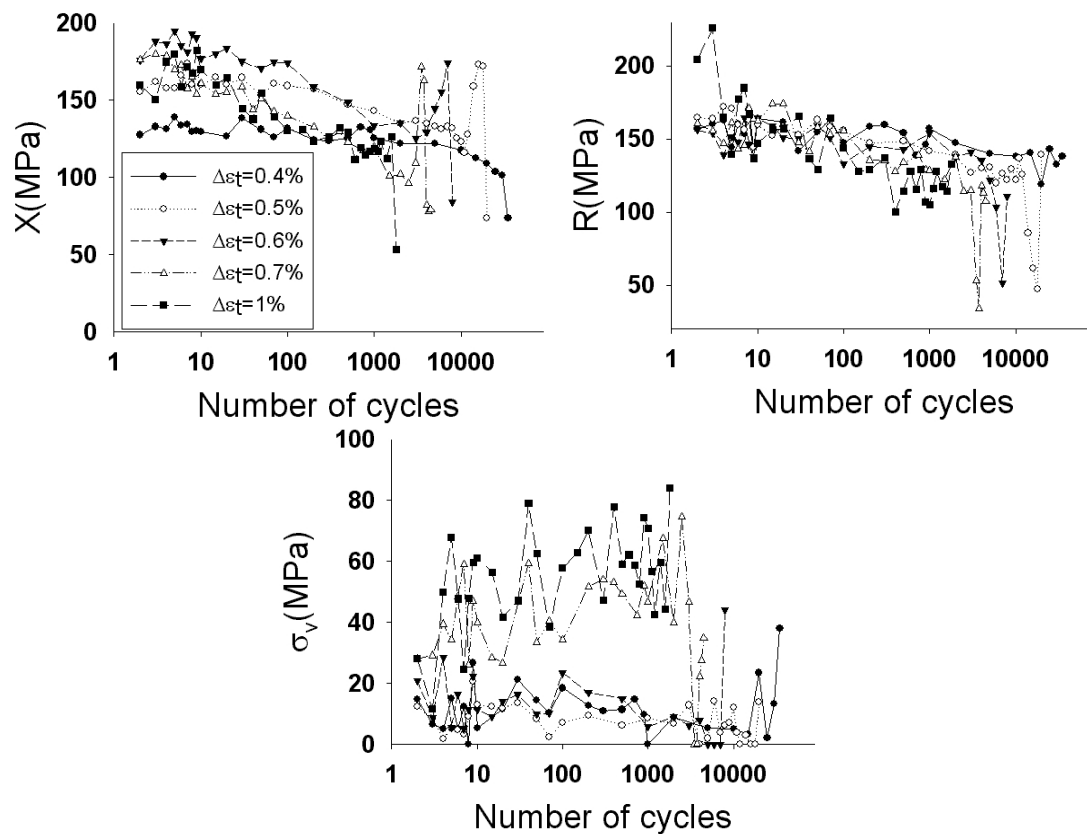 X(MPa)
200
150
100
50
0
Δεt=0.4%
Δεt=0.5%
Δεt=0.6%
Δεt=0.7%
Δεt=1%
1 10 100 1000 10000
Number of cycles
R(MPa)
200
150
100
50
1 10 100 1000 10000
Number of cycles
σv(MPa)
100
80
60
40
20
0
1 10 100 1000 10000
Number of cycles